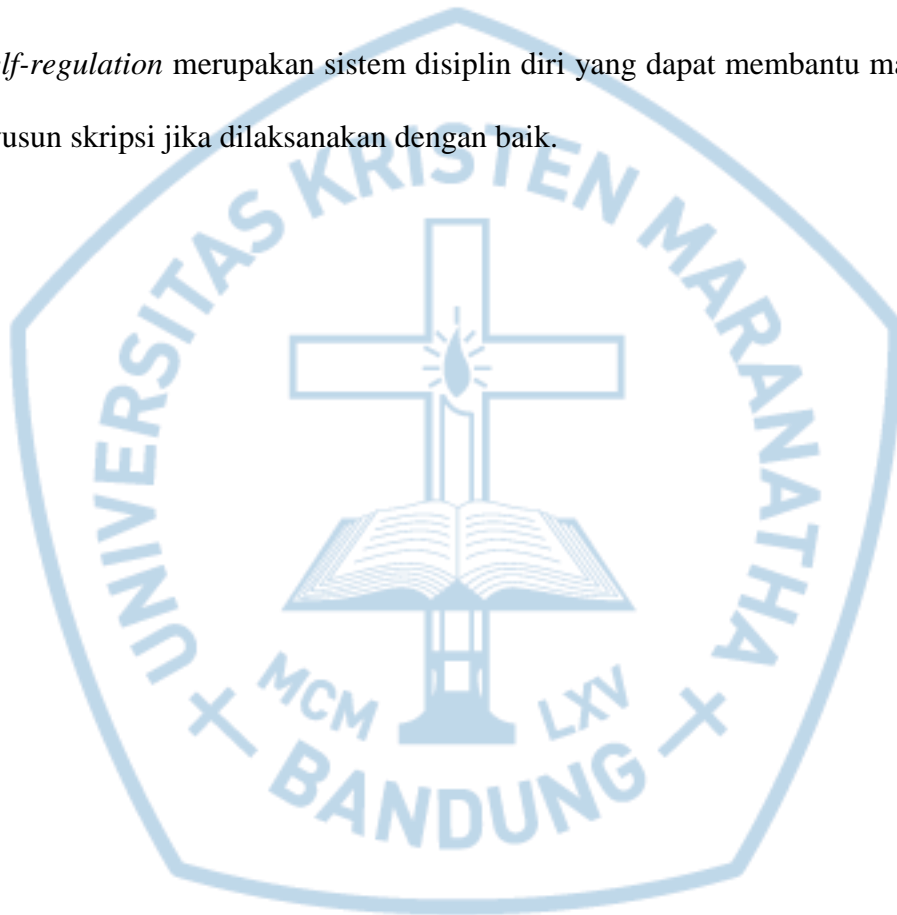 lf-regulation merupakan sistem disiplin diri yang dapat membantu ma
usun skripsi jika dilaksanakan dengan baik.
UNIVERSITAS KRISTEN MARANATHA
MCM LXV
BANDUNG